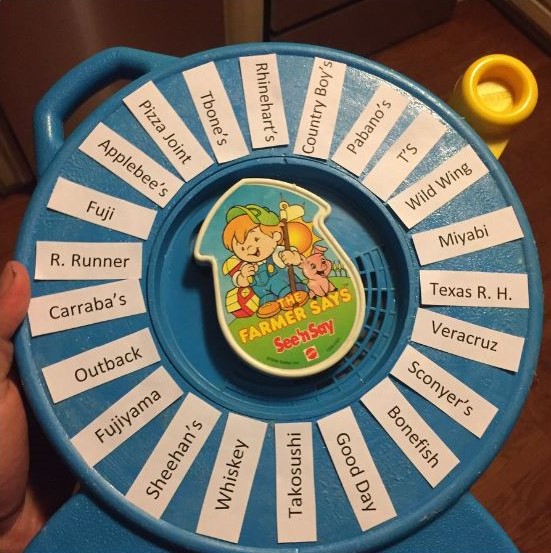 Rhinehart's
Country Boy's
Pabano's
T'S
Wild Wing
Miyabi
Texas R. H.
Veracruz
Sconyer's
Bonefish
Good Day
Takosushi
Whiskey
Sheehan's
Fujiyama
Outback
Carraba's
R. Runner
Fuji
Applebee's
Pizza Joint
Tbone's
THE
FARMER SAYS
See 'n Say